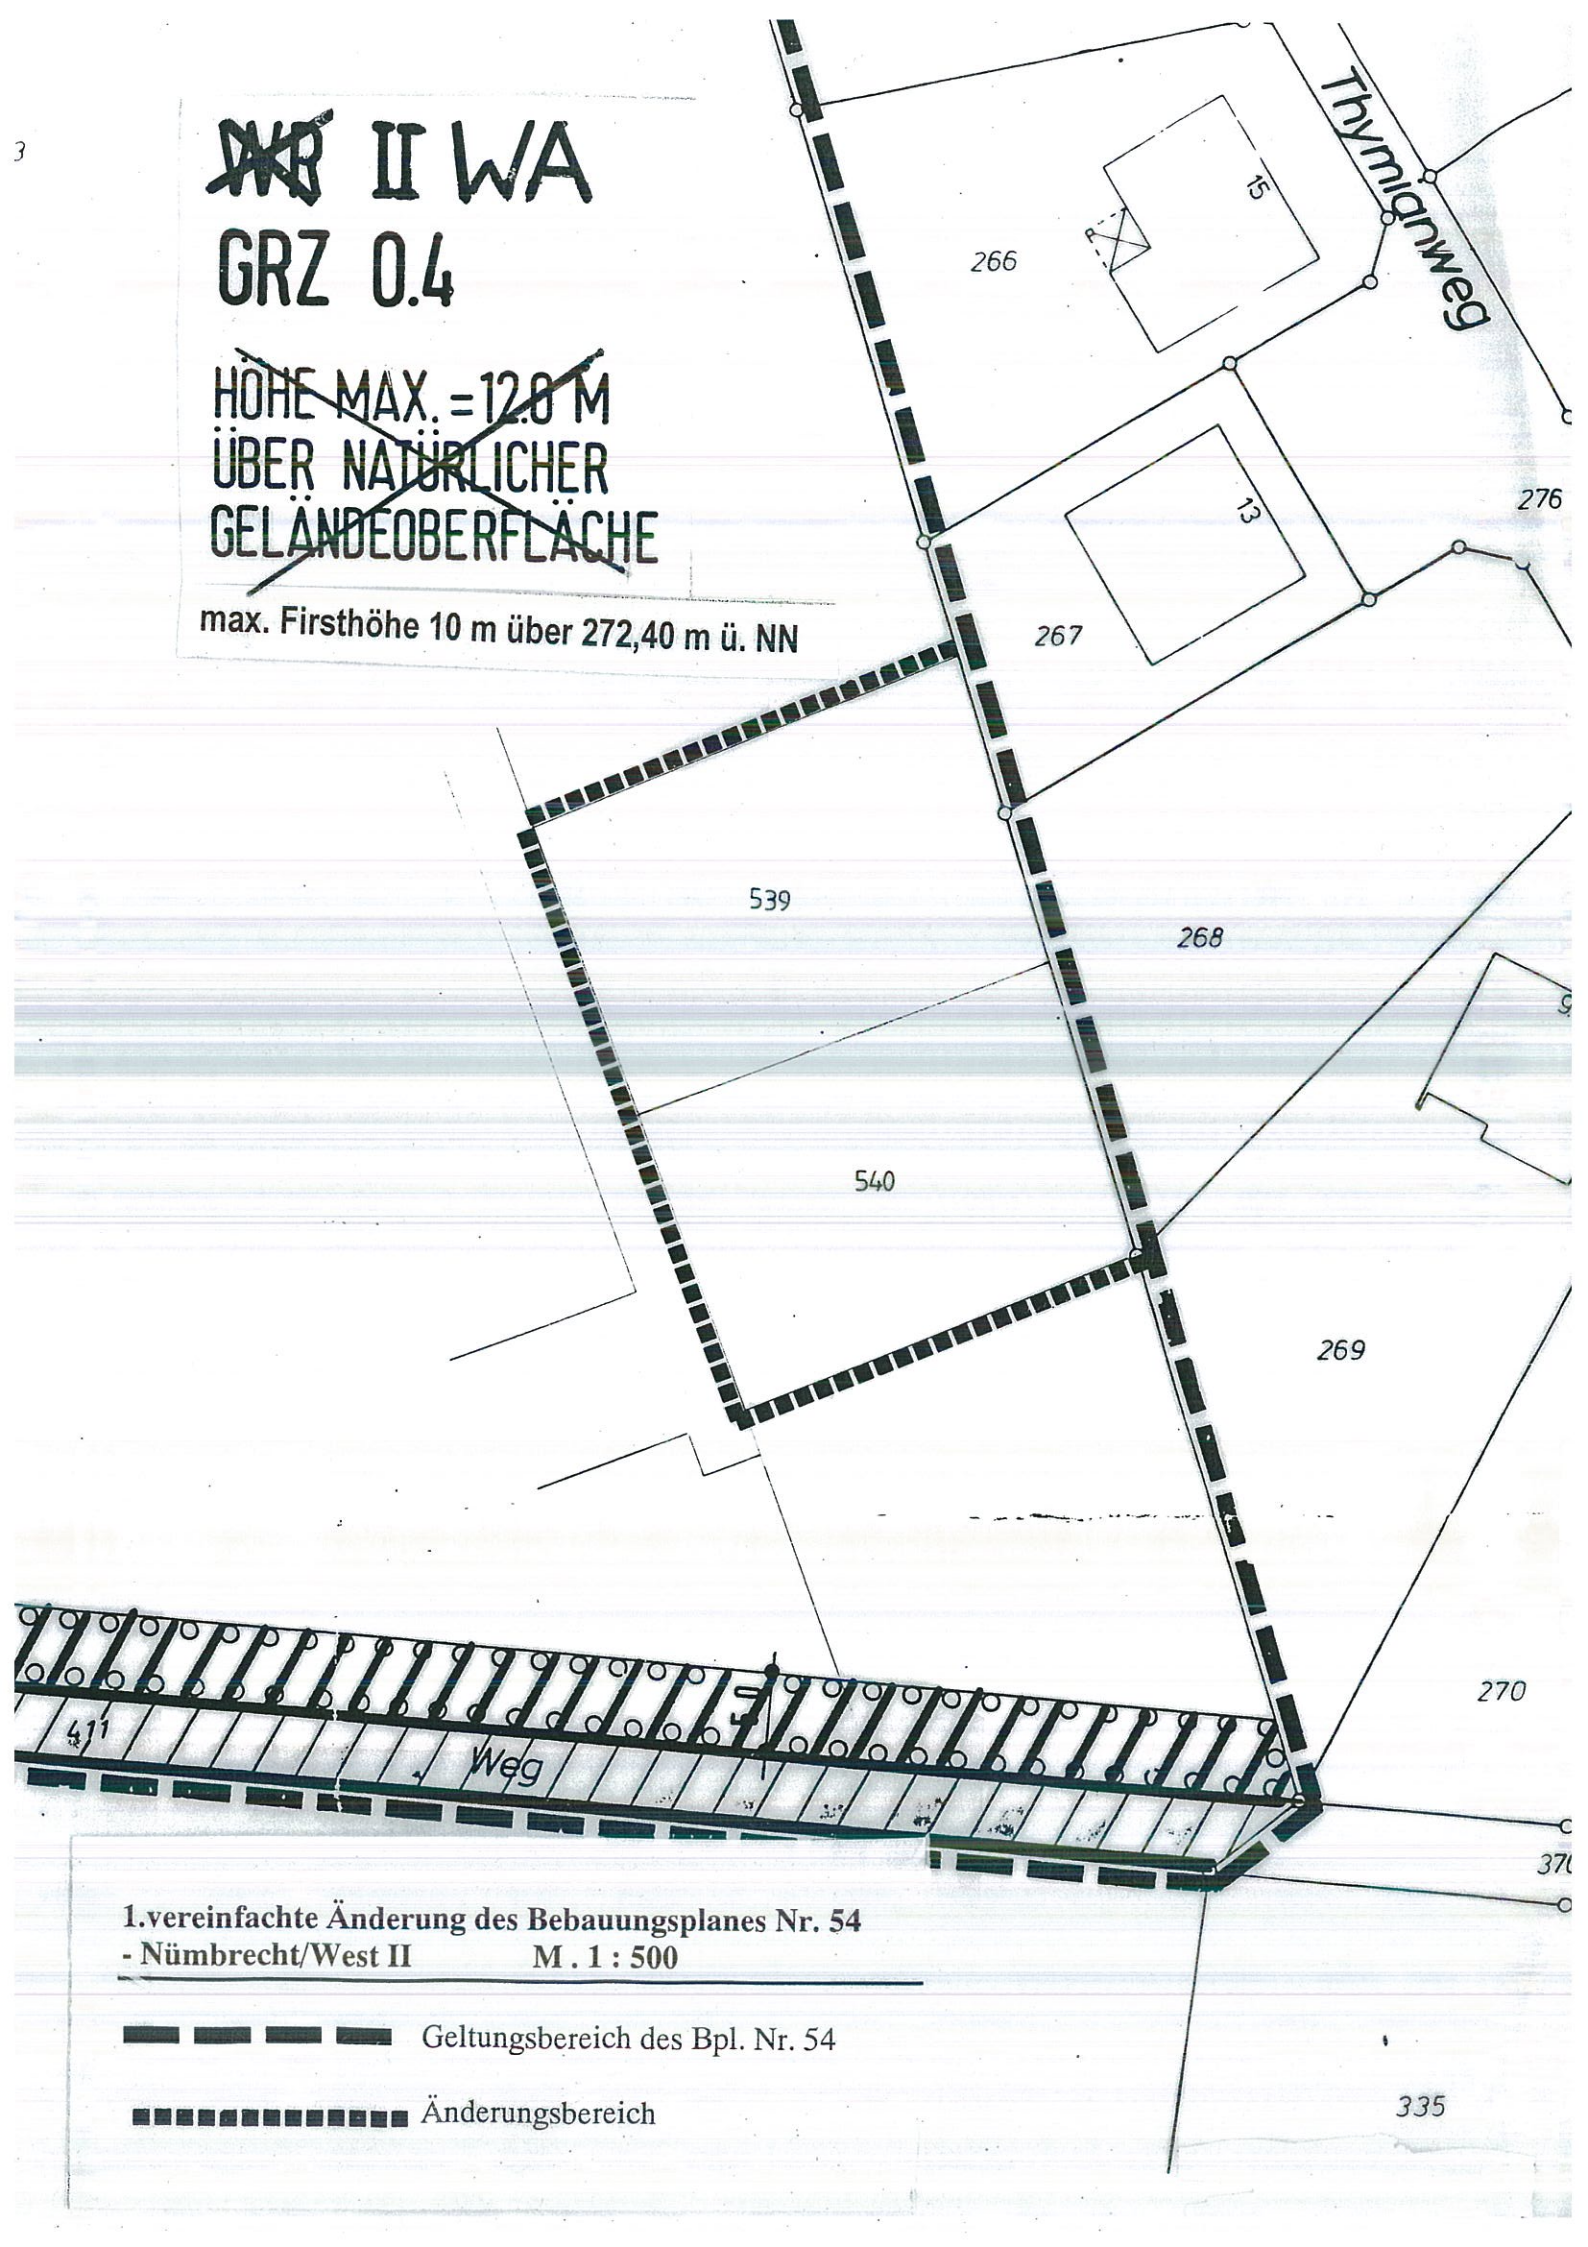 3
II WA
GRZ 0.4
HÖHE MAX. = 12.0 M
ÜBER NATÜRLICHER
GELÄNDEOBERFLÄCHE
max. Firsthöhe 10 m über 272,40 m ü. NN
Thymianweg
15
266
13
276
267
539
268
9
540
269
270
411
Weg
370
1.vereinfachte Änderung des Bebauungsplanes Nr. 54
- Nümbrecht/West II M . 1 : 500
Geltungsbereich des Bpl. Nr. 54
Änderungsbereich
335